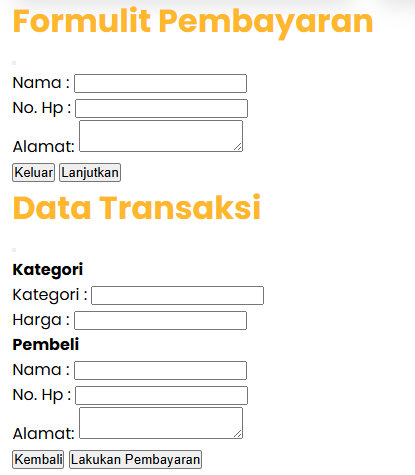 Formulit Pembayaran
Nama :
No. Hp :
Alamat:
Keluar Lanjutkan
Data Transaksi
Kategori
Kategori :
Harga :
Pembeli
Nama :
No. Hp :
Alamat:
Kembali Lakukan Pembayaran